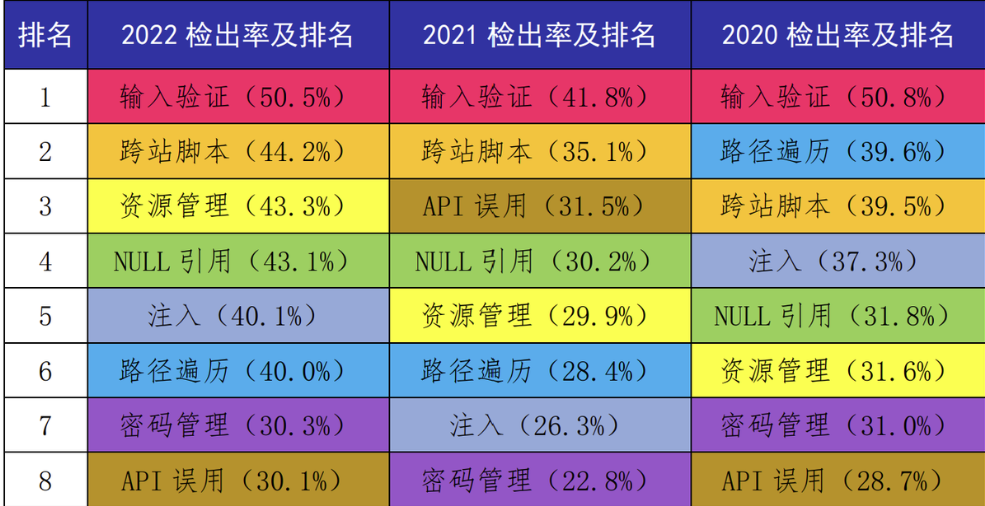 排名 2022 检出率及排名 2021 检出率及排名 2020 检出率及排名
1 输入验证（50.5%） 输入验证（41.8%） 输入验证（50.8%）
2 跨站脚本（44.2%） 跨站脚本（35.1%） 路径遍历（39.6%）
3 资源管理（43.3%） API 误用（31.5%） 跨站脚本（39.5%）
4 NULL 引用（43.1%） NULL 引用（30.2%） 注入（37.3%）
5 注入（40.1%） 资源管理（29.9%） NULL 引用（31.8%）
6 路径遍历（40.0%） 路径遍历（28.4%） 资源管理（31.6%）
7 密码管理（30.3%） 注入（26.3%） 密码管理（31.0%）
8 API 误用（30.1%） 密码管理（22.8%） API 误用（28.7%）